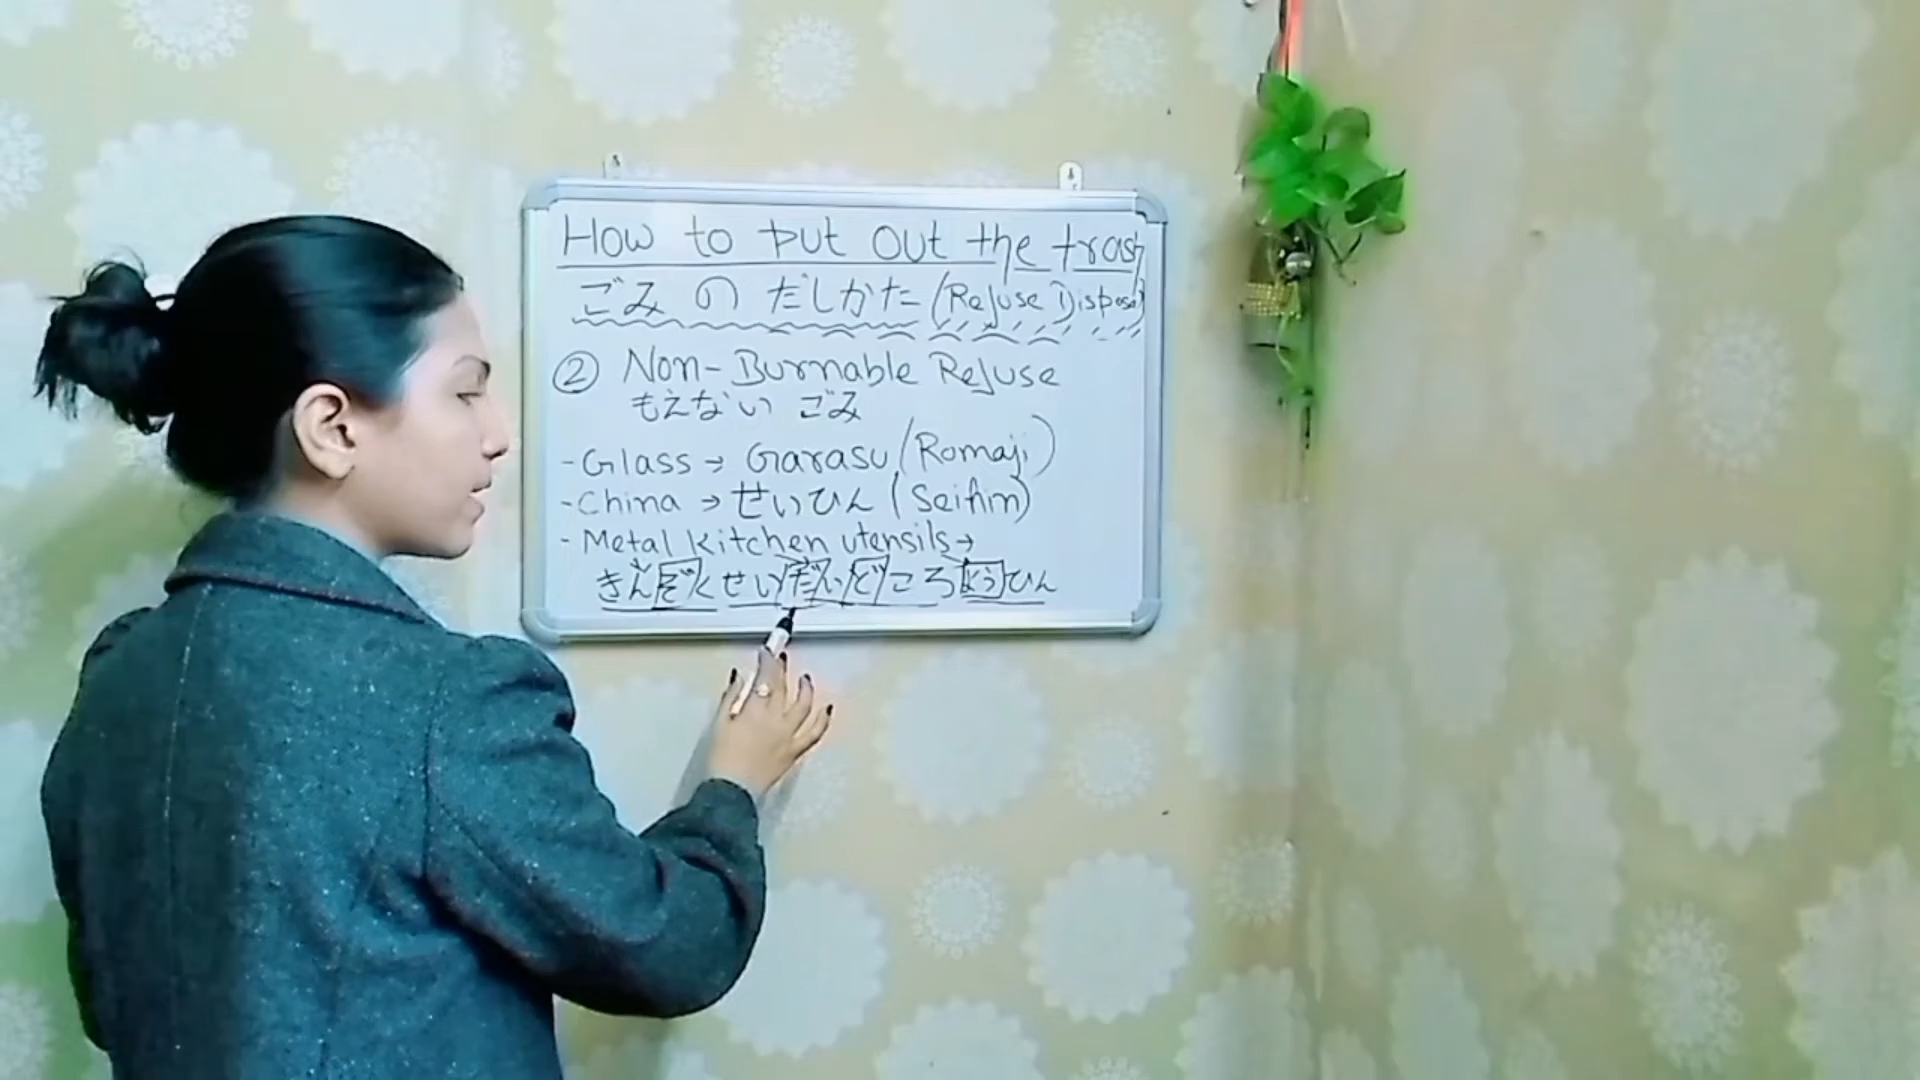 How to put out the trash
ごみ の だしかた (Refuse Disposal)
② Non-Burnable Refuse
もえない ごみ
- Glass → Garasu (Romaji)
- China → せいひん (Seihin)
- Metal kitchen utensils →
きんぞくせいだいどころようひん